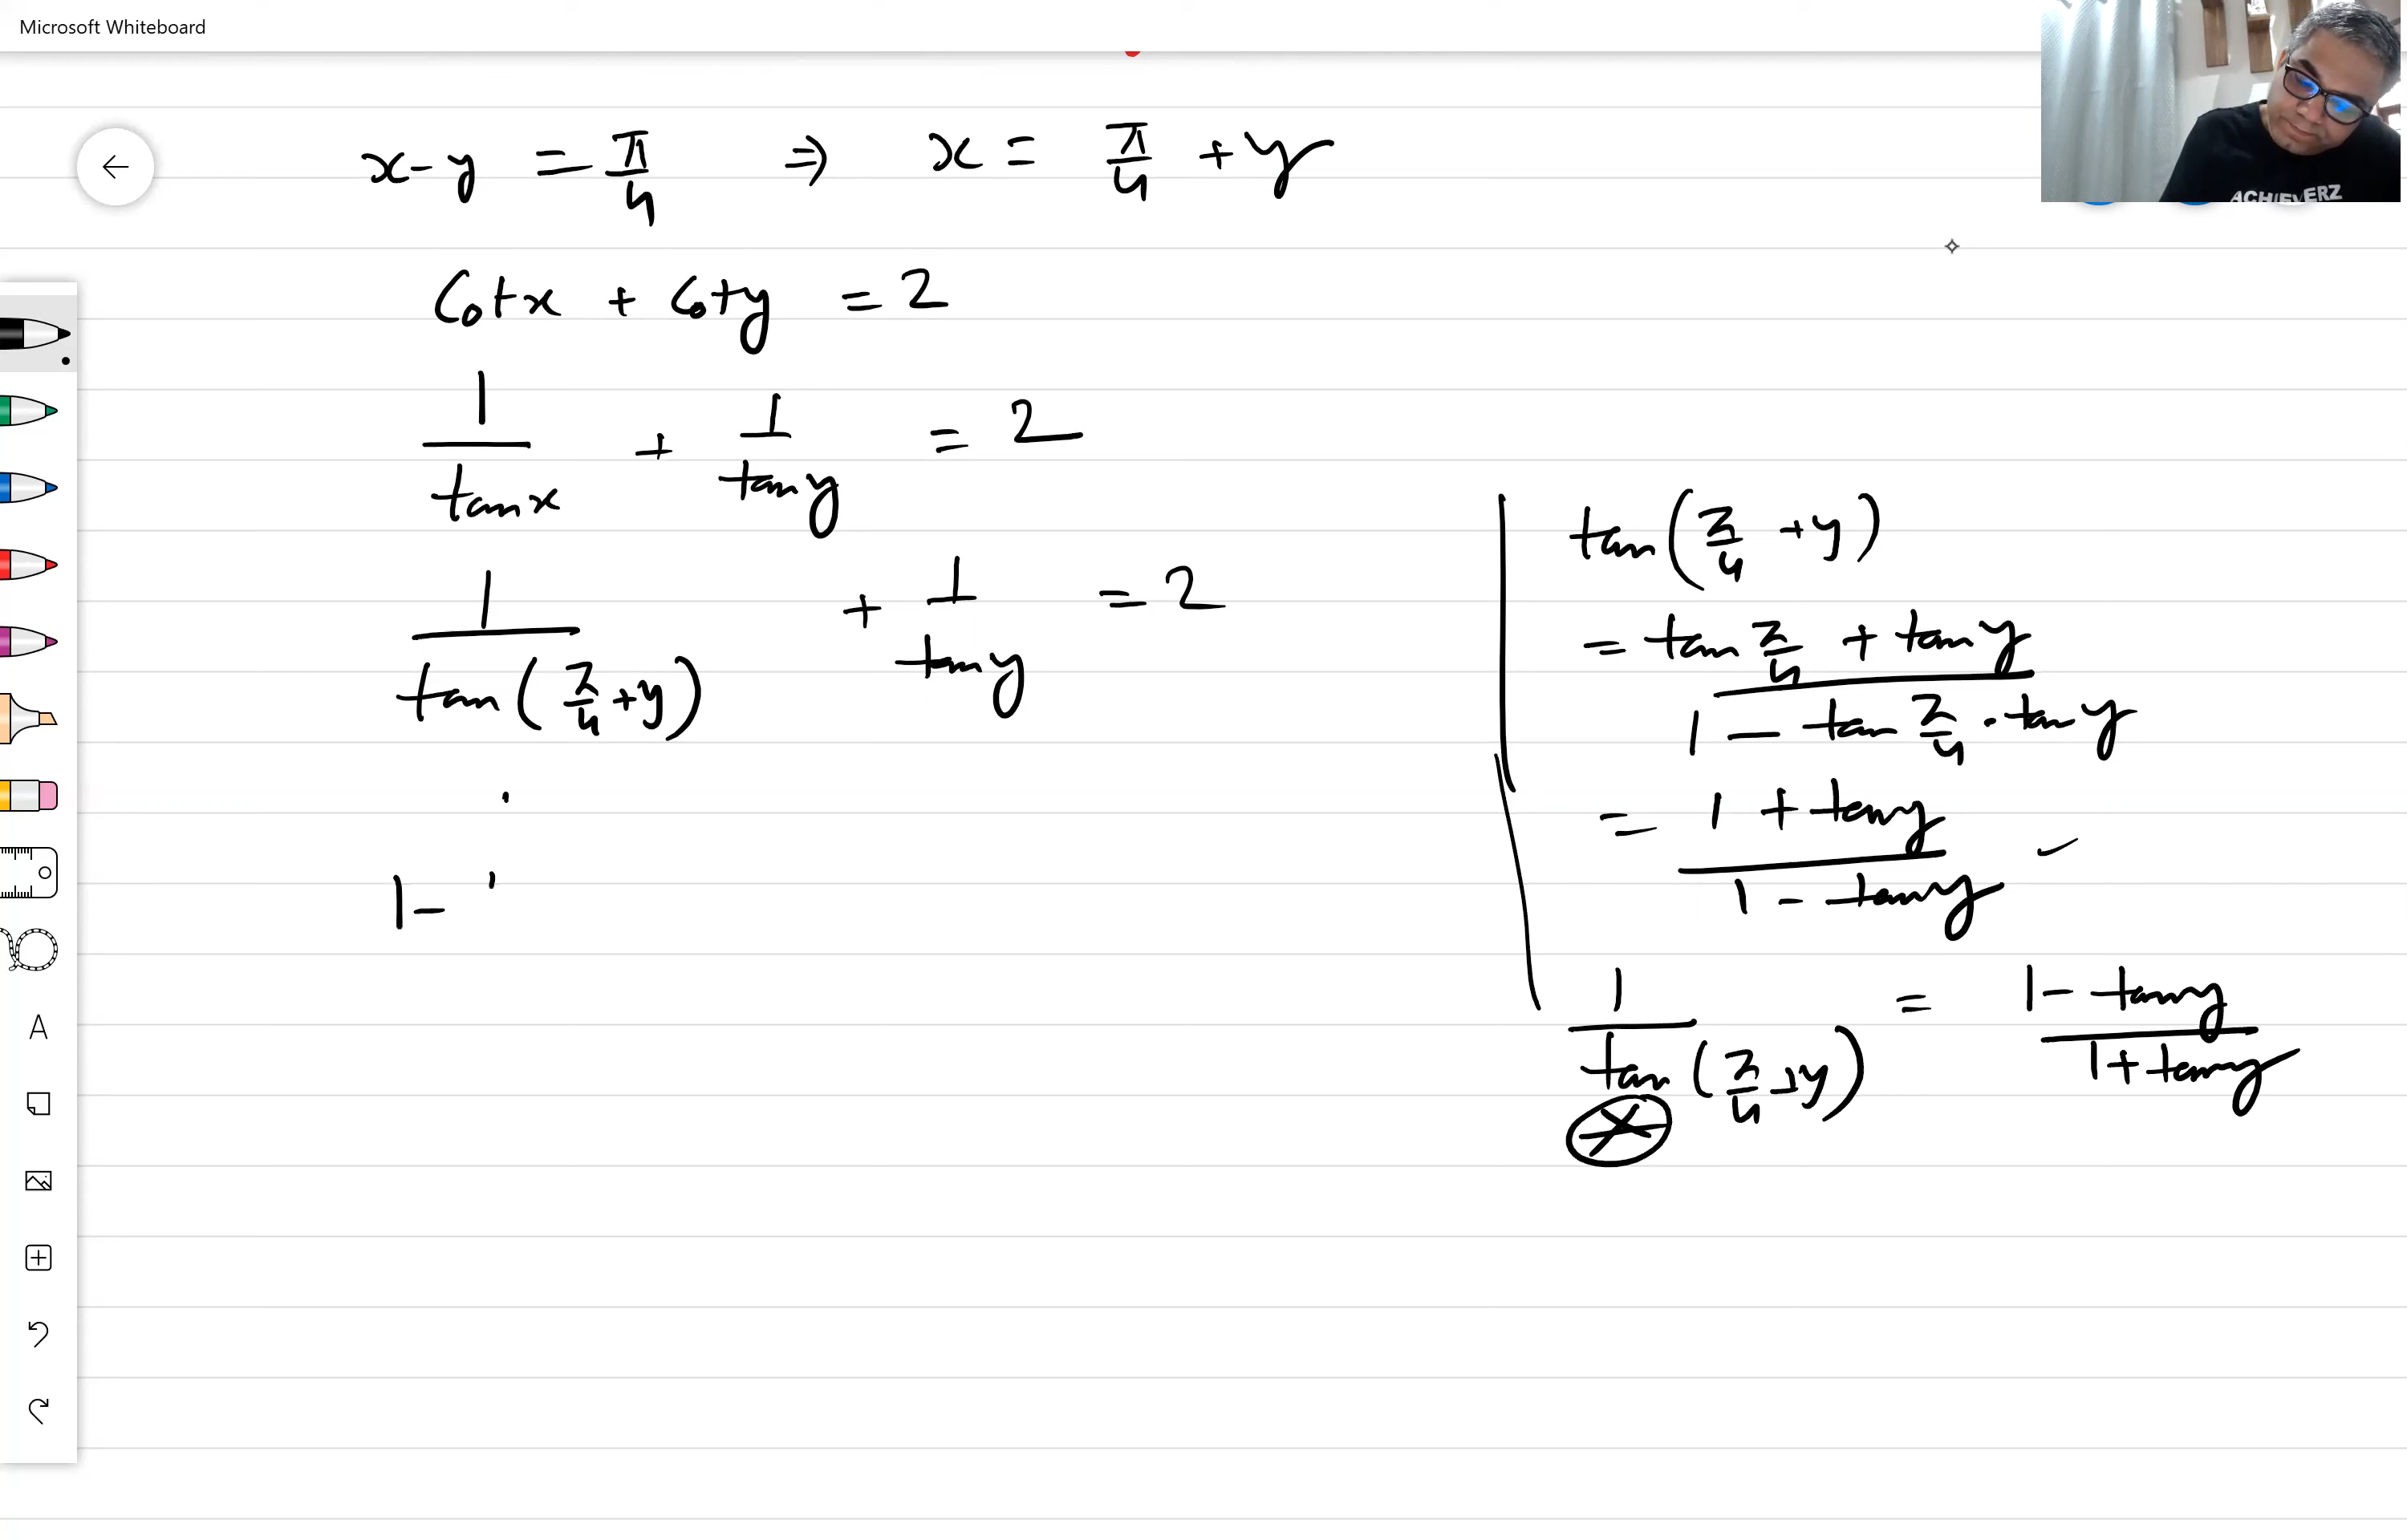 Microsoft Whiteboard
ACHIEVERZ
x - y = π/4 ⇒ x = π/4 + y
Cot x + Cot y = 2
1/tan x + 1/tan y = 2
1/tan(π/4 + y) + 1/tan y = 2
1 -
tan(π/4 + y)
= (tan π/4 + tan y)/(1 - tan π/4 · tan y)
= (1 + tan y)/(1 - tan y)
1/tan(π/4 + y) = (1 - tan y)/(1 + tan y)
A